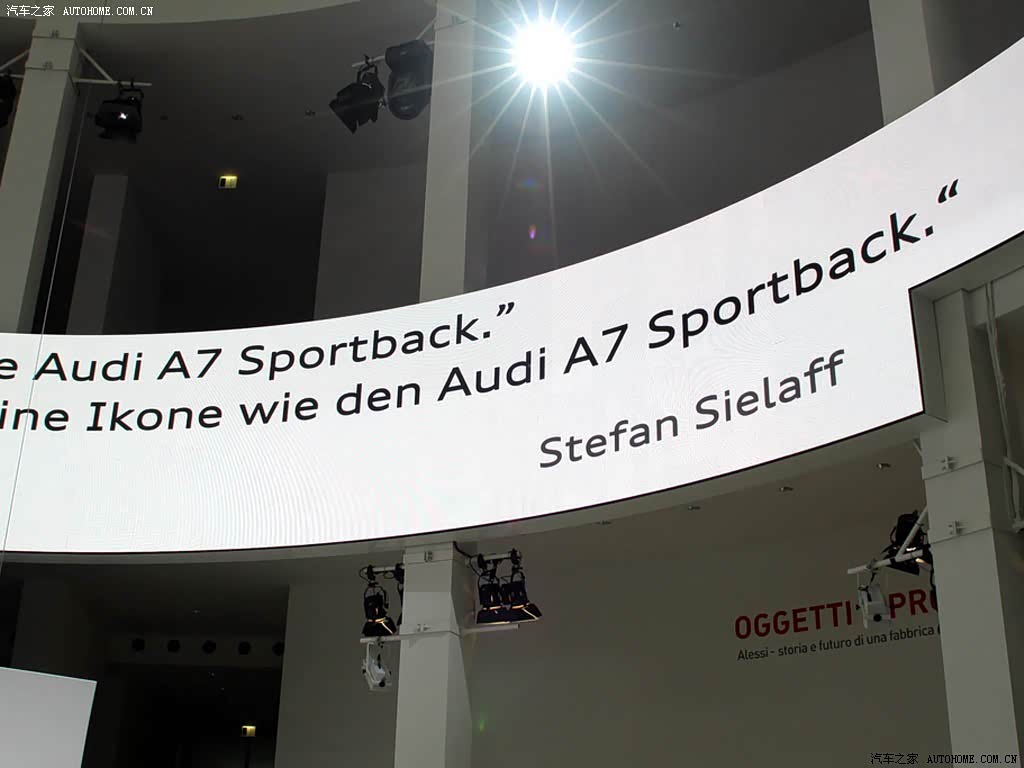 汽车之家 AUTOHOME.COM.CN
e Audi A7 Sportback.”
ine Ikone wie den Audi A7 Sportback.“
Stefan Sielaff
OGGETTI
Alessi - storia e futuro di una fabbrica
汽车之家 AUTOHOME.COM.CN